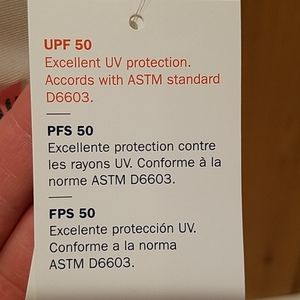 UPF 50
Excellent UV protection.
Accords with ASTM standard
D6603.
PFS 50
Excellente protection contre
les rayons UV. Conforme à la
norme ASTM D6603.
FPS 50
Excelente protección UV.
Conforme a la norma
ASTM D6603.